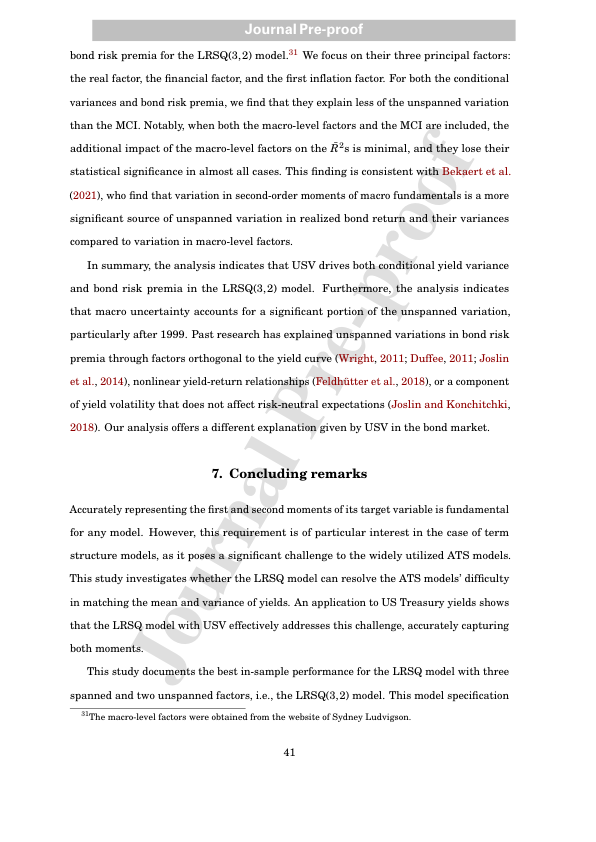 Journal Pre-proof
bond risk premia for the LRSQ(3,2) model.31 We focus on their three principal factors:
the real factor, the financial factor, and the first inflation factor. For both the conditional
variances and bond risk premia, we find that they explain less of the unspanned variation
than the MCI. Notably, when both the macro-level factors and the MCI are included, the
additional impact of the macro-level factors on the R̄²s is minimal, and they lose their
statistical significance in almost all cases. This finding is consistent with Bekaert et al.
(2021), who find that variation in second-order moments of macro fundamentals is a more
significant source of unspanned variation in realized bond return and their variances
compared to variation in macro-level factors.
In summary, the analysis indicates that USV drives both conditional yield variance
and bond risk premia in the LRSQ(3,2) model. Furthermore, the analysis indicates
that macro uncertainty accounts for a significant portion of the unspanned variation,
particularly after 1999. Past research has explained unspanned variations in bond risk
premia through factors orthogonal to the yield curve (Wright, 2011; Duffee, 2011; Joslin
et al., 2014), nonlinear yield-return relationships (Feldhütter et al., 2018), or a component
of yield volatility that does not affect risk-neutral expectations (Joslin and Konchitchki,
2018). Our analysis offers a different explanation given by USV in the bond market.
7. Concluding remarks
Accurately representing the first and second moments of its target variable is fundamental
for any model. However, this requirement is of particular interest in the case of term
structure models, as it poses a significant challenge to the widely utilized ATS models.
This study investigates whether the LRSQ model can resolve the ATS models' difficulty
in matching the mean and variance of yields. An application to US Treasury yields shows
that the LRSQ model with USV effectively addresses this challenge, accurately capturing
both moments.
This study documents the best in-sample performance for the LRSQ model with three
spanned and two unspanned factors, i.e., the LRSQ(3,2) model. This model specification
31The macro-level factors were obtained from the website of Sydney Ludvigson.
41
Journal Pre-proof